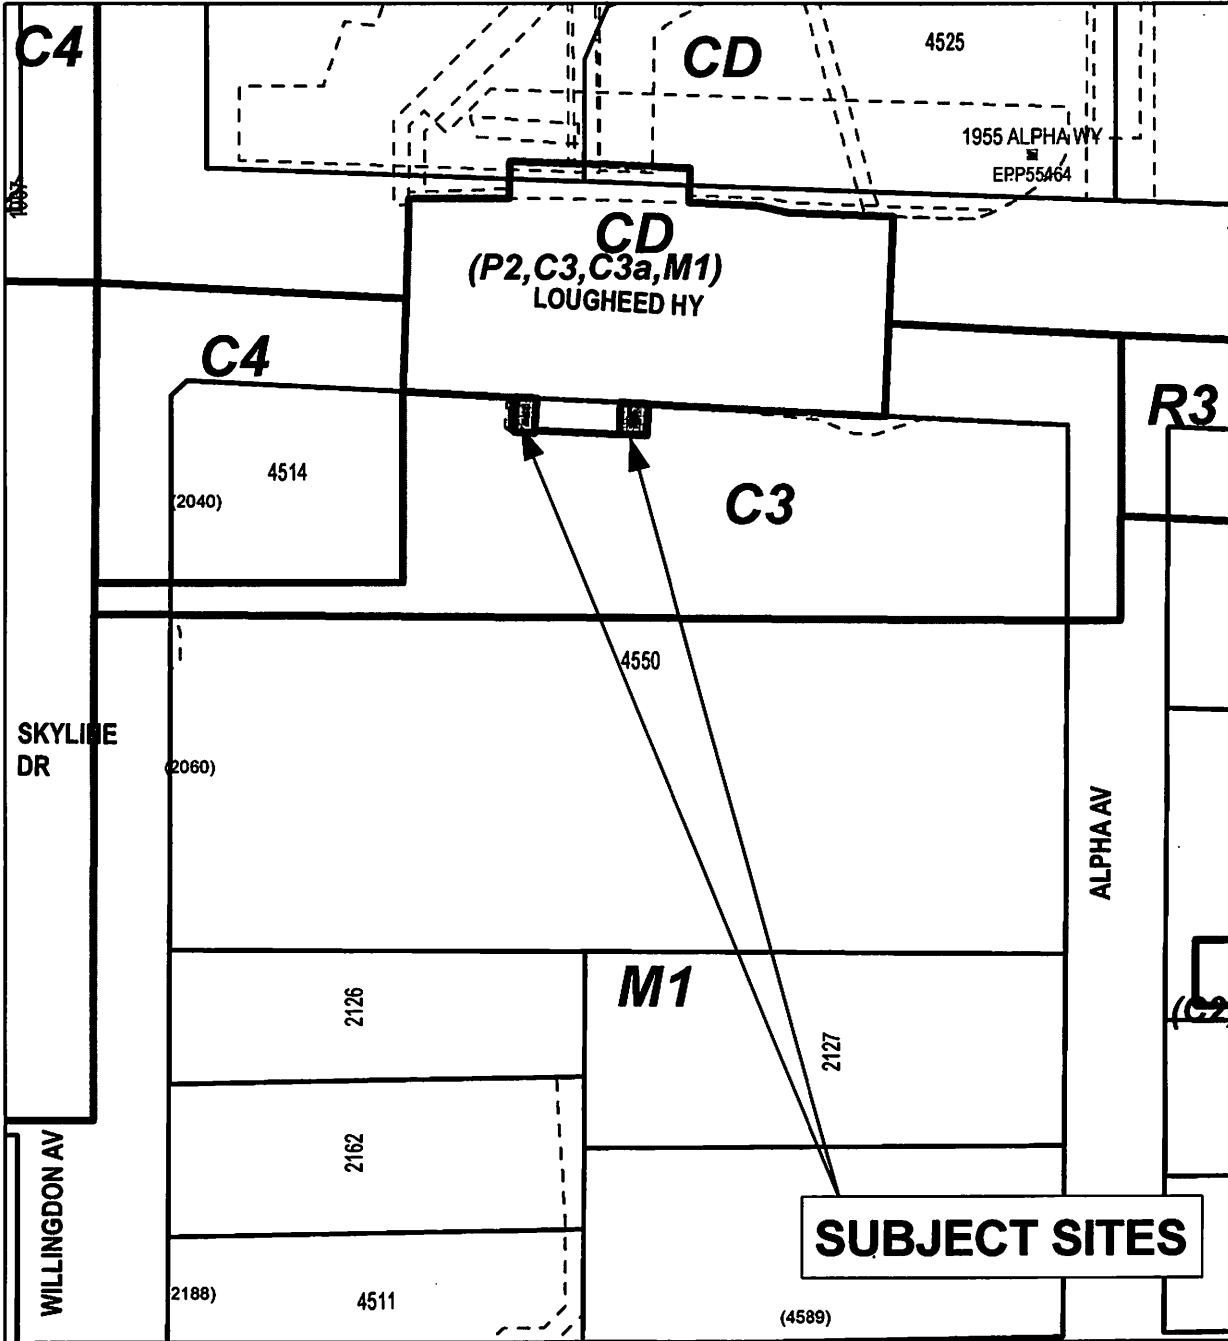 C4
CD
4525
1955 ALPHA WY
EPP55464
CD
(P2,C3,C3a,M1)
LOUGHEED HY
C4
R3
4514
(2040)
C3
4550
SKYLINE
DR
(2060)
ALPHA AV
M1
2126
2127
(C2,
2162
WILLINGDON AV
SUBJECT SITES
(2188)
4511
(4589)